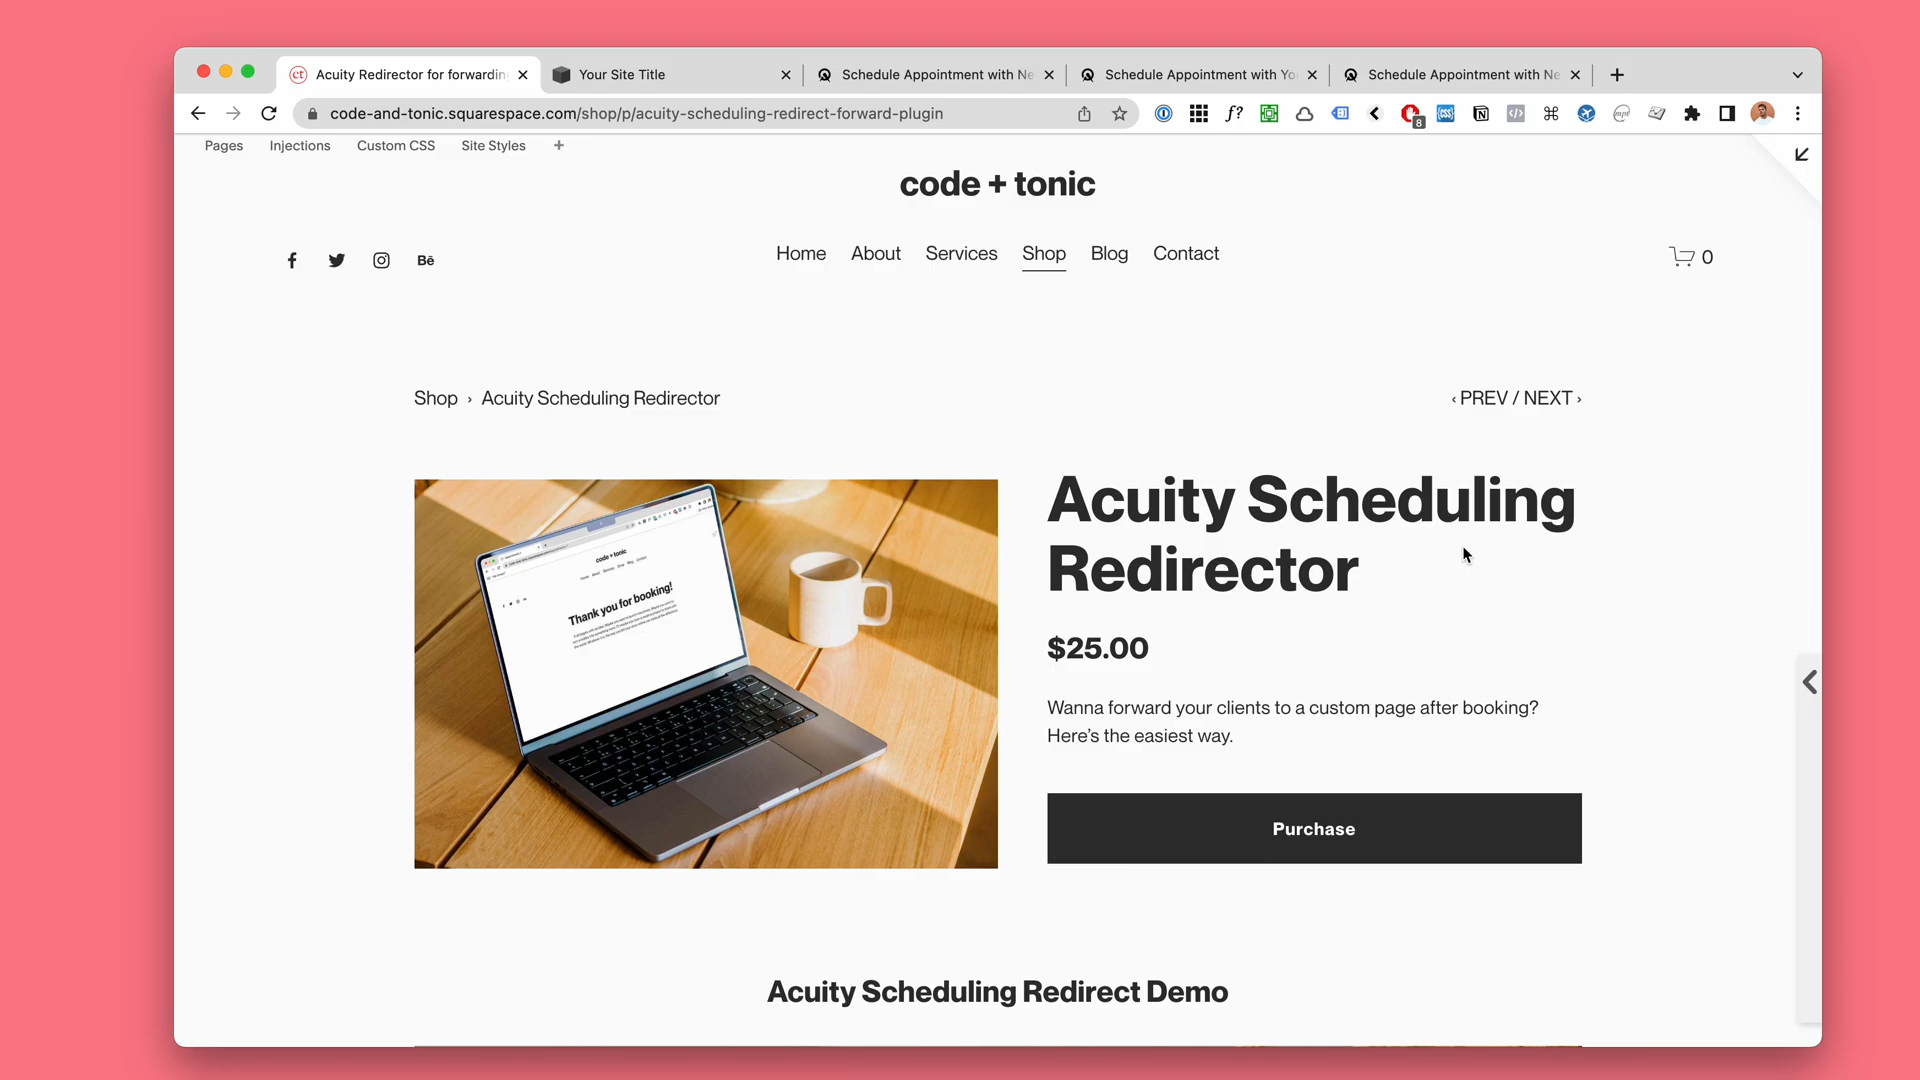 Acuity Redirector for forwardin
Your Site Title
Schedule Appointment with Ne
Schedule Appointment with Yo
Schedule Appointment with Ne
code-and-tonic.squarespace.com/shop/p/acuity-scheduling-redirect-forward-plugin
8
Pages
Injections
Custom CSS
Site Styles
code + tonic
Bē
Home
About
Services
Shop
Blog
Contact
0
Shop › Acuity Scheduling Redirector
‹ PREV / NEXT ›
code + tonic
Thank you for booking!
Acuity Scheduling
Redirector
$25.00
Wanna forward your clients to a custom page after booking?
Here’s the easiest way.
Purchase
Acuity Scheduling Redirect Demo